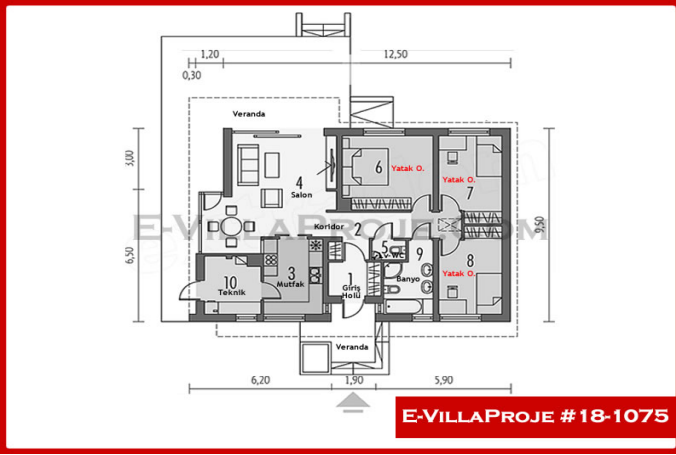 1,20
12,50
0,30
Veranda
3,00
6
Yatak O.
Yatak O.
7
4
Salon
Koridor
2
E-VillaProje.com
9,50
6,50
5
V-WC
9
8
Yatak O.
10
Teknik
3
Mutfak
1
Giriş
Holü
Banyo
Veranda
6,20
1,90
5,90
E-VillaProje #18-1075